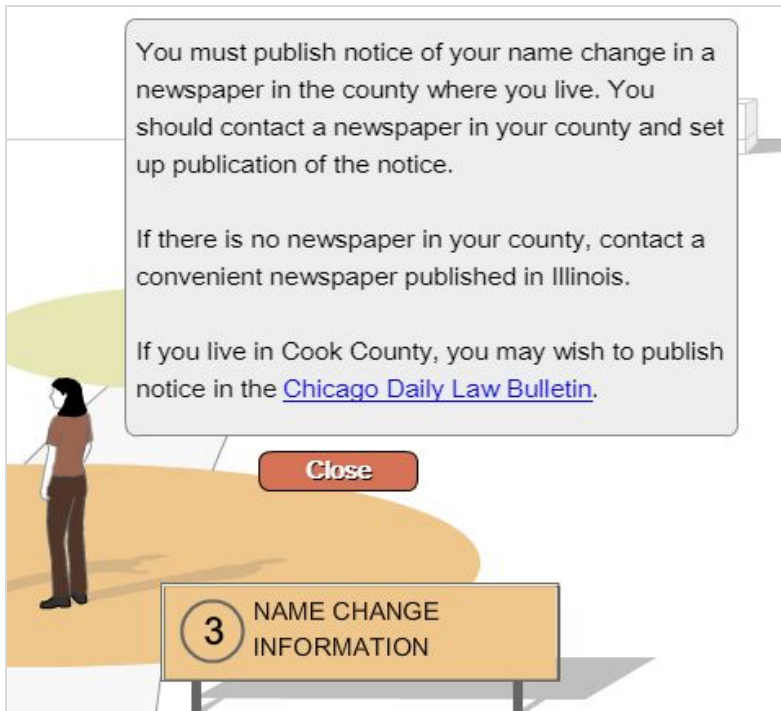 You must publish notice of your name change in a
newspaper in the county where you live. You
should contact a newspaper in your county and set
up publication of the notice.
If there is no newspaper in your county, contact a
convenient newspaper published in Illinois.
If you live in Cook County, you may wish to publish
notice in the Chicago Daily Law Bulletin.
Close
3 NAME CHANGE
INFORMATION